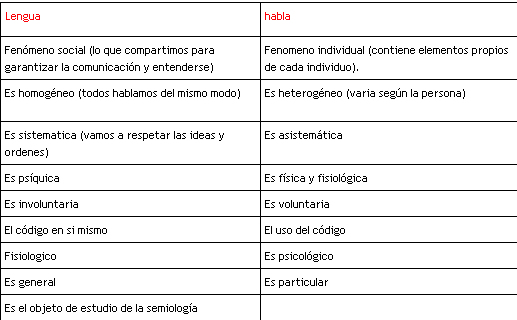 Lengua habla
Fenómeno social (lo que compartimos para Fenomeno individual (contiene elementos propios
garantizar la comunicación y entenderse) de cada individuo).
Es homogéneo (todos hablamos del mismo modo) Es heterogéneo (varia según la persona)
Es sistematica (vamos a respetar las ideas y Es asistemática
ordenes)
Es psíquica Es física y fisiológica
Es involuntaria Es voluntaria
El código en si mismo El uso del código
Fisiologico Es psicológico
Es general Es particular
Es el objeto de estudio de la semiología